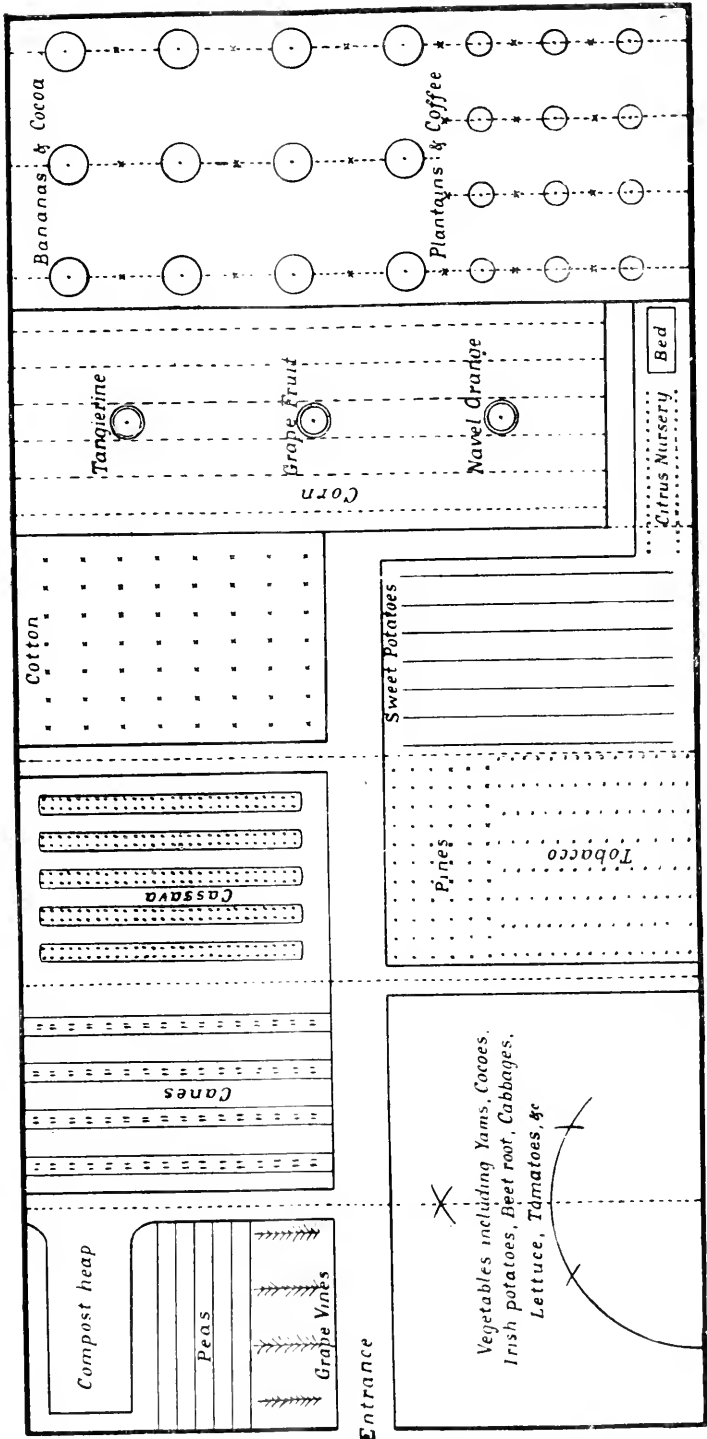 Bananas & Cocoa
Plantains & Coffee
Tangierine
Grape Fruit
Navel Orange
Corn
Bed
Citrus Nursery
Cotton
Sweet Potatoes
Cassava
Pines
Tobacco
Canes
Compost heap
Peas
Grape Vines
Entrance
Vegetables including Yams, Cocoes.
Irish potatoes, Beet root, Cabbages,
Lettuce, Tomatoes, &c